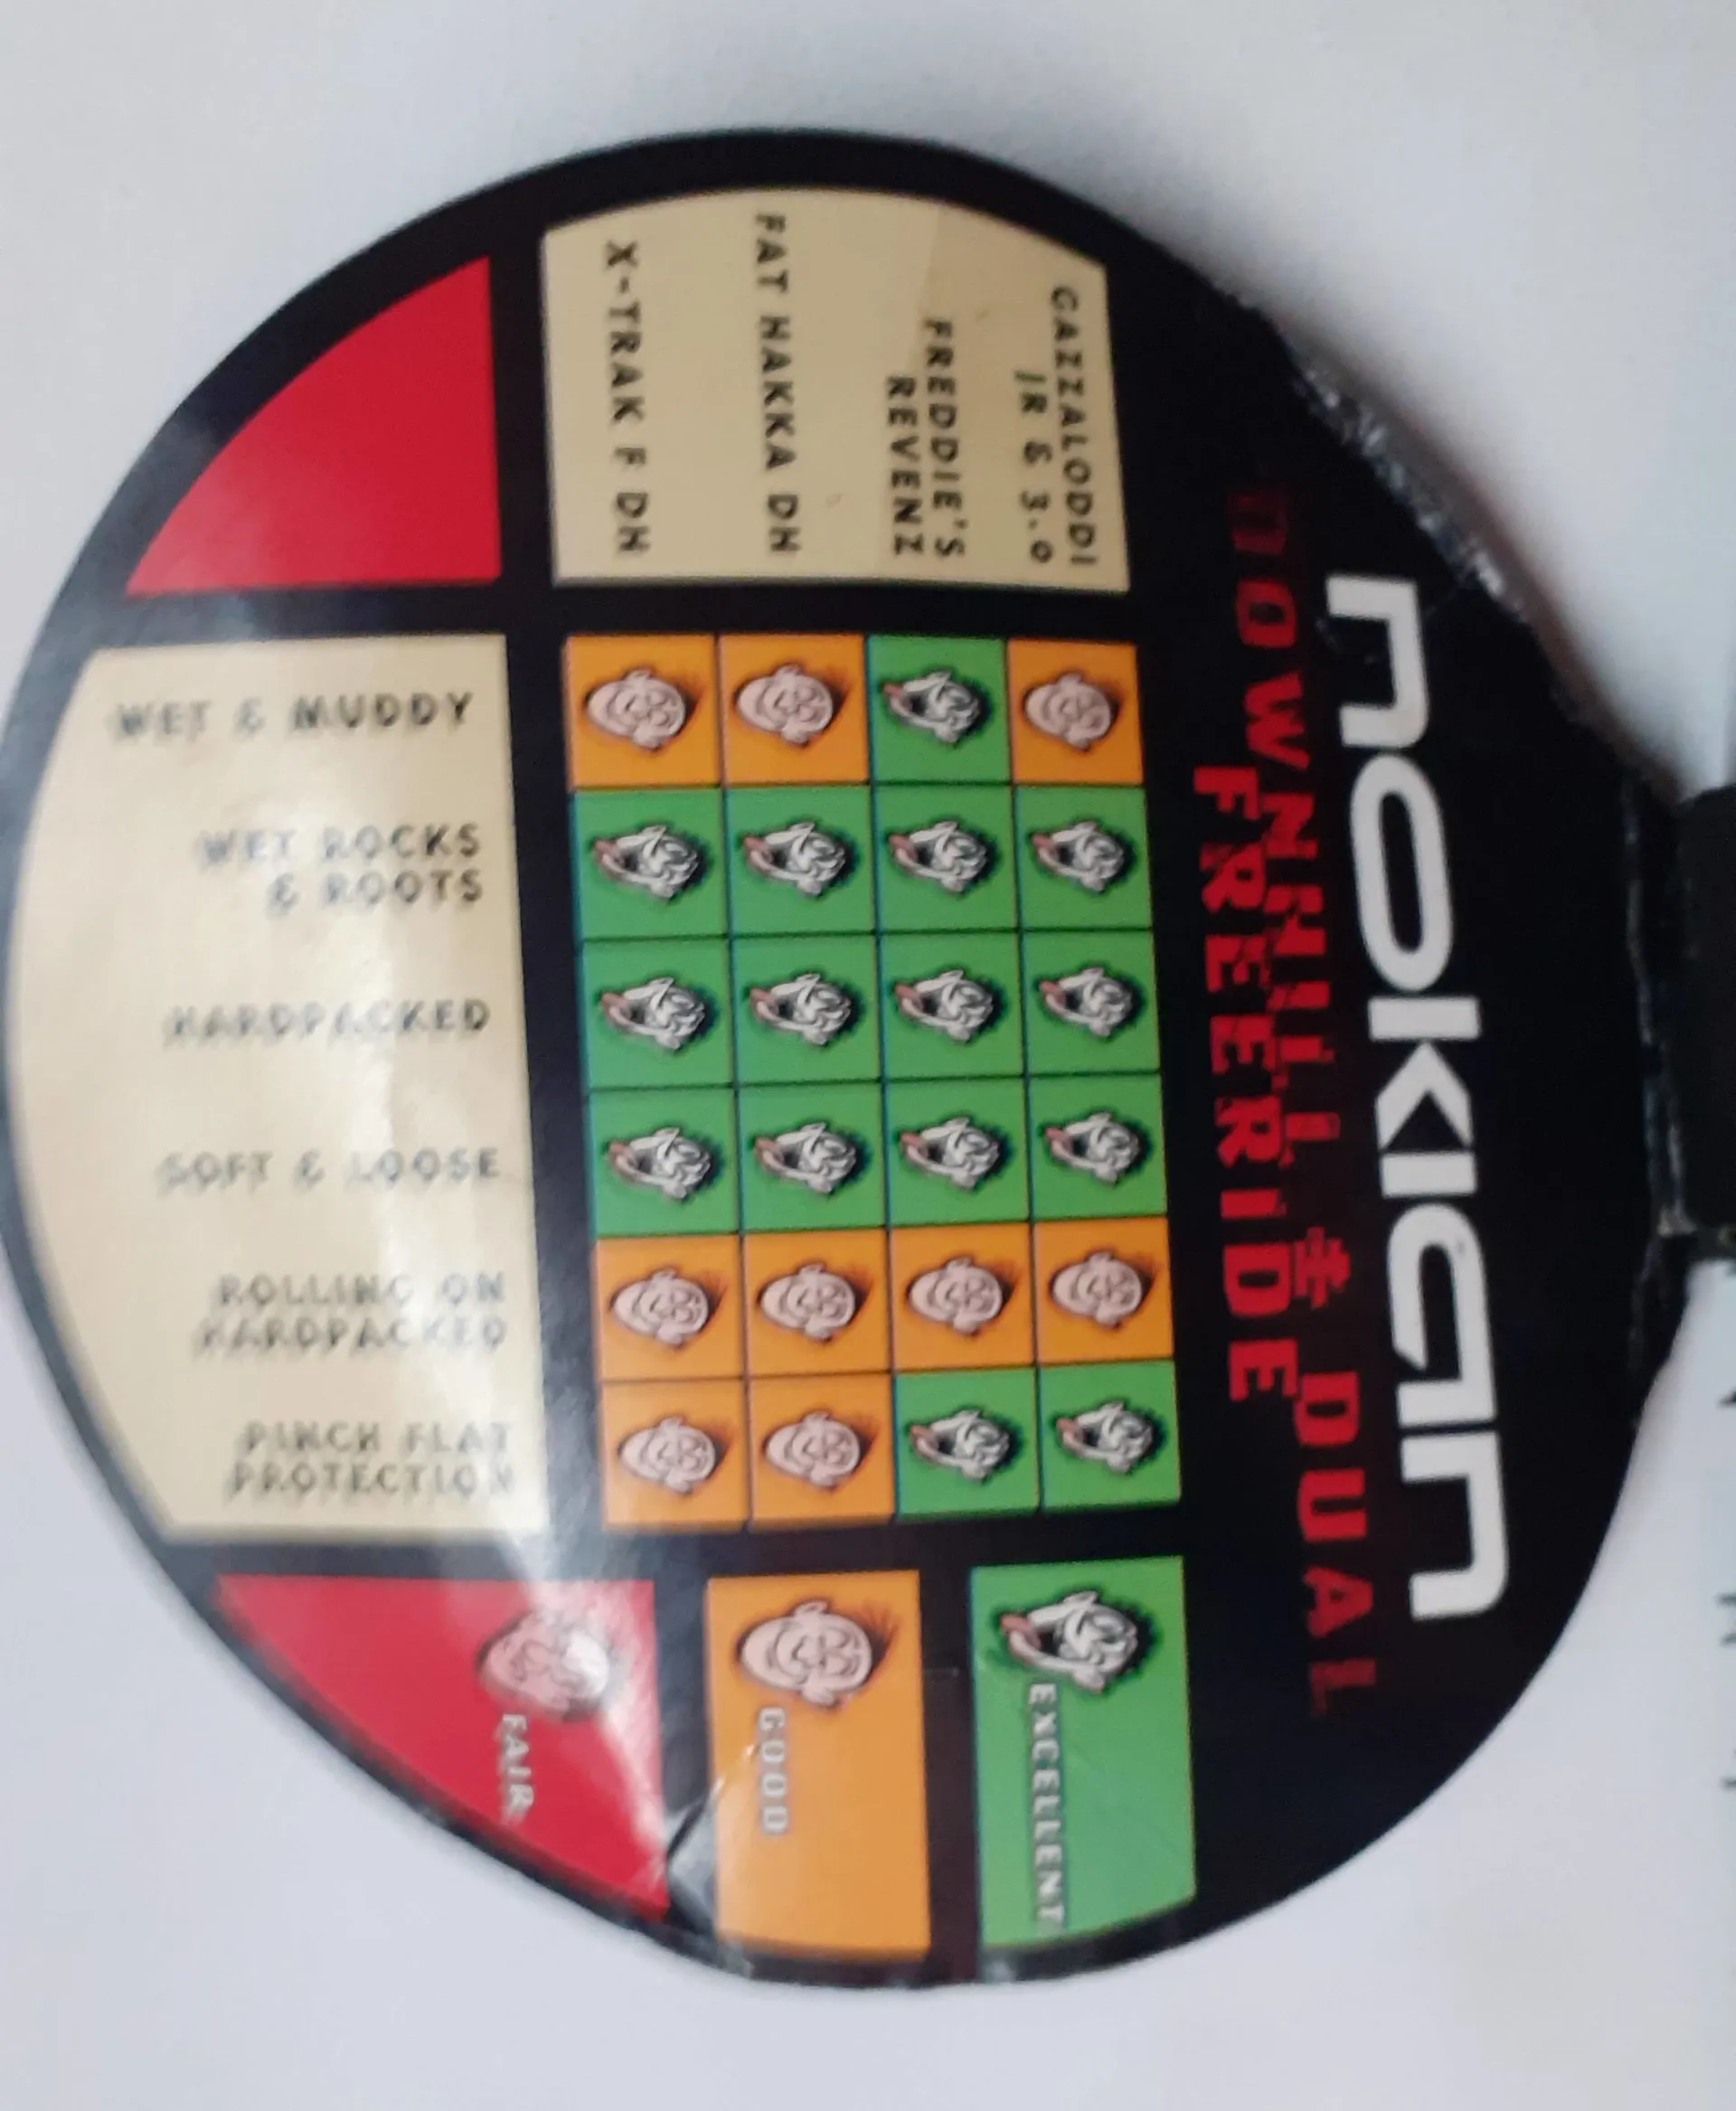 NOKIAN
DOWNHILL & DUAL
FREERIDE
GAZZALODDI
JR & 3.0
FREDDIE'S
REVENZ
FAT HAKKA DH
X-TRAK F DH
WET & MUDDY
WET ROCKS
& ROOTS
HARDPACKED
SOFT & LOOSE
ROLLING ON
HARDPACKED
PINCH FLAT
PROTECTION
EXCELLENT
GOOD
FAIR